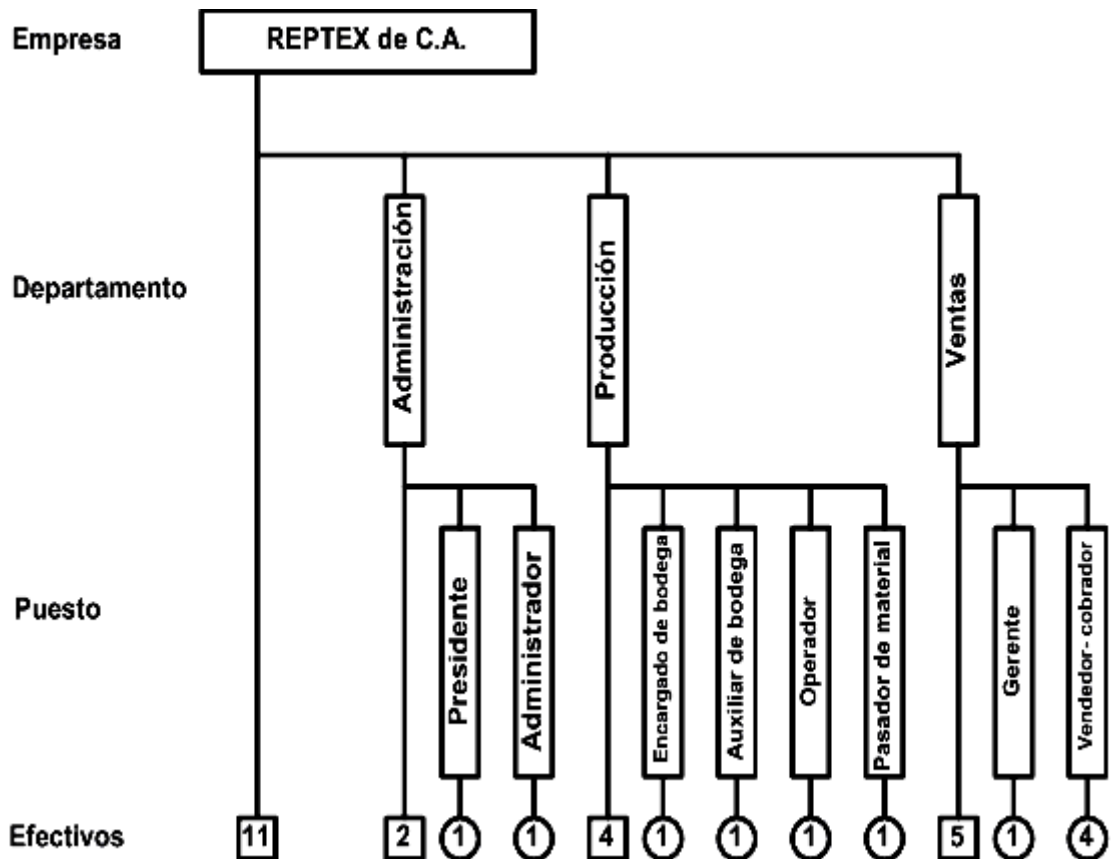 Empresa
REPTEX de C.A.
Departamento
Administración
Producción
Ventas
Puesto
Presidente
Administrador
Encargado de bodega
Auxiliar de bodega
Operador
Pasador de material
Gerente
Vendedor- cobrador
Efectivos
11
2
1
1
4
1
1
1
1
5
1
4